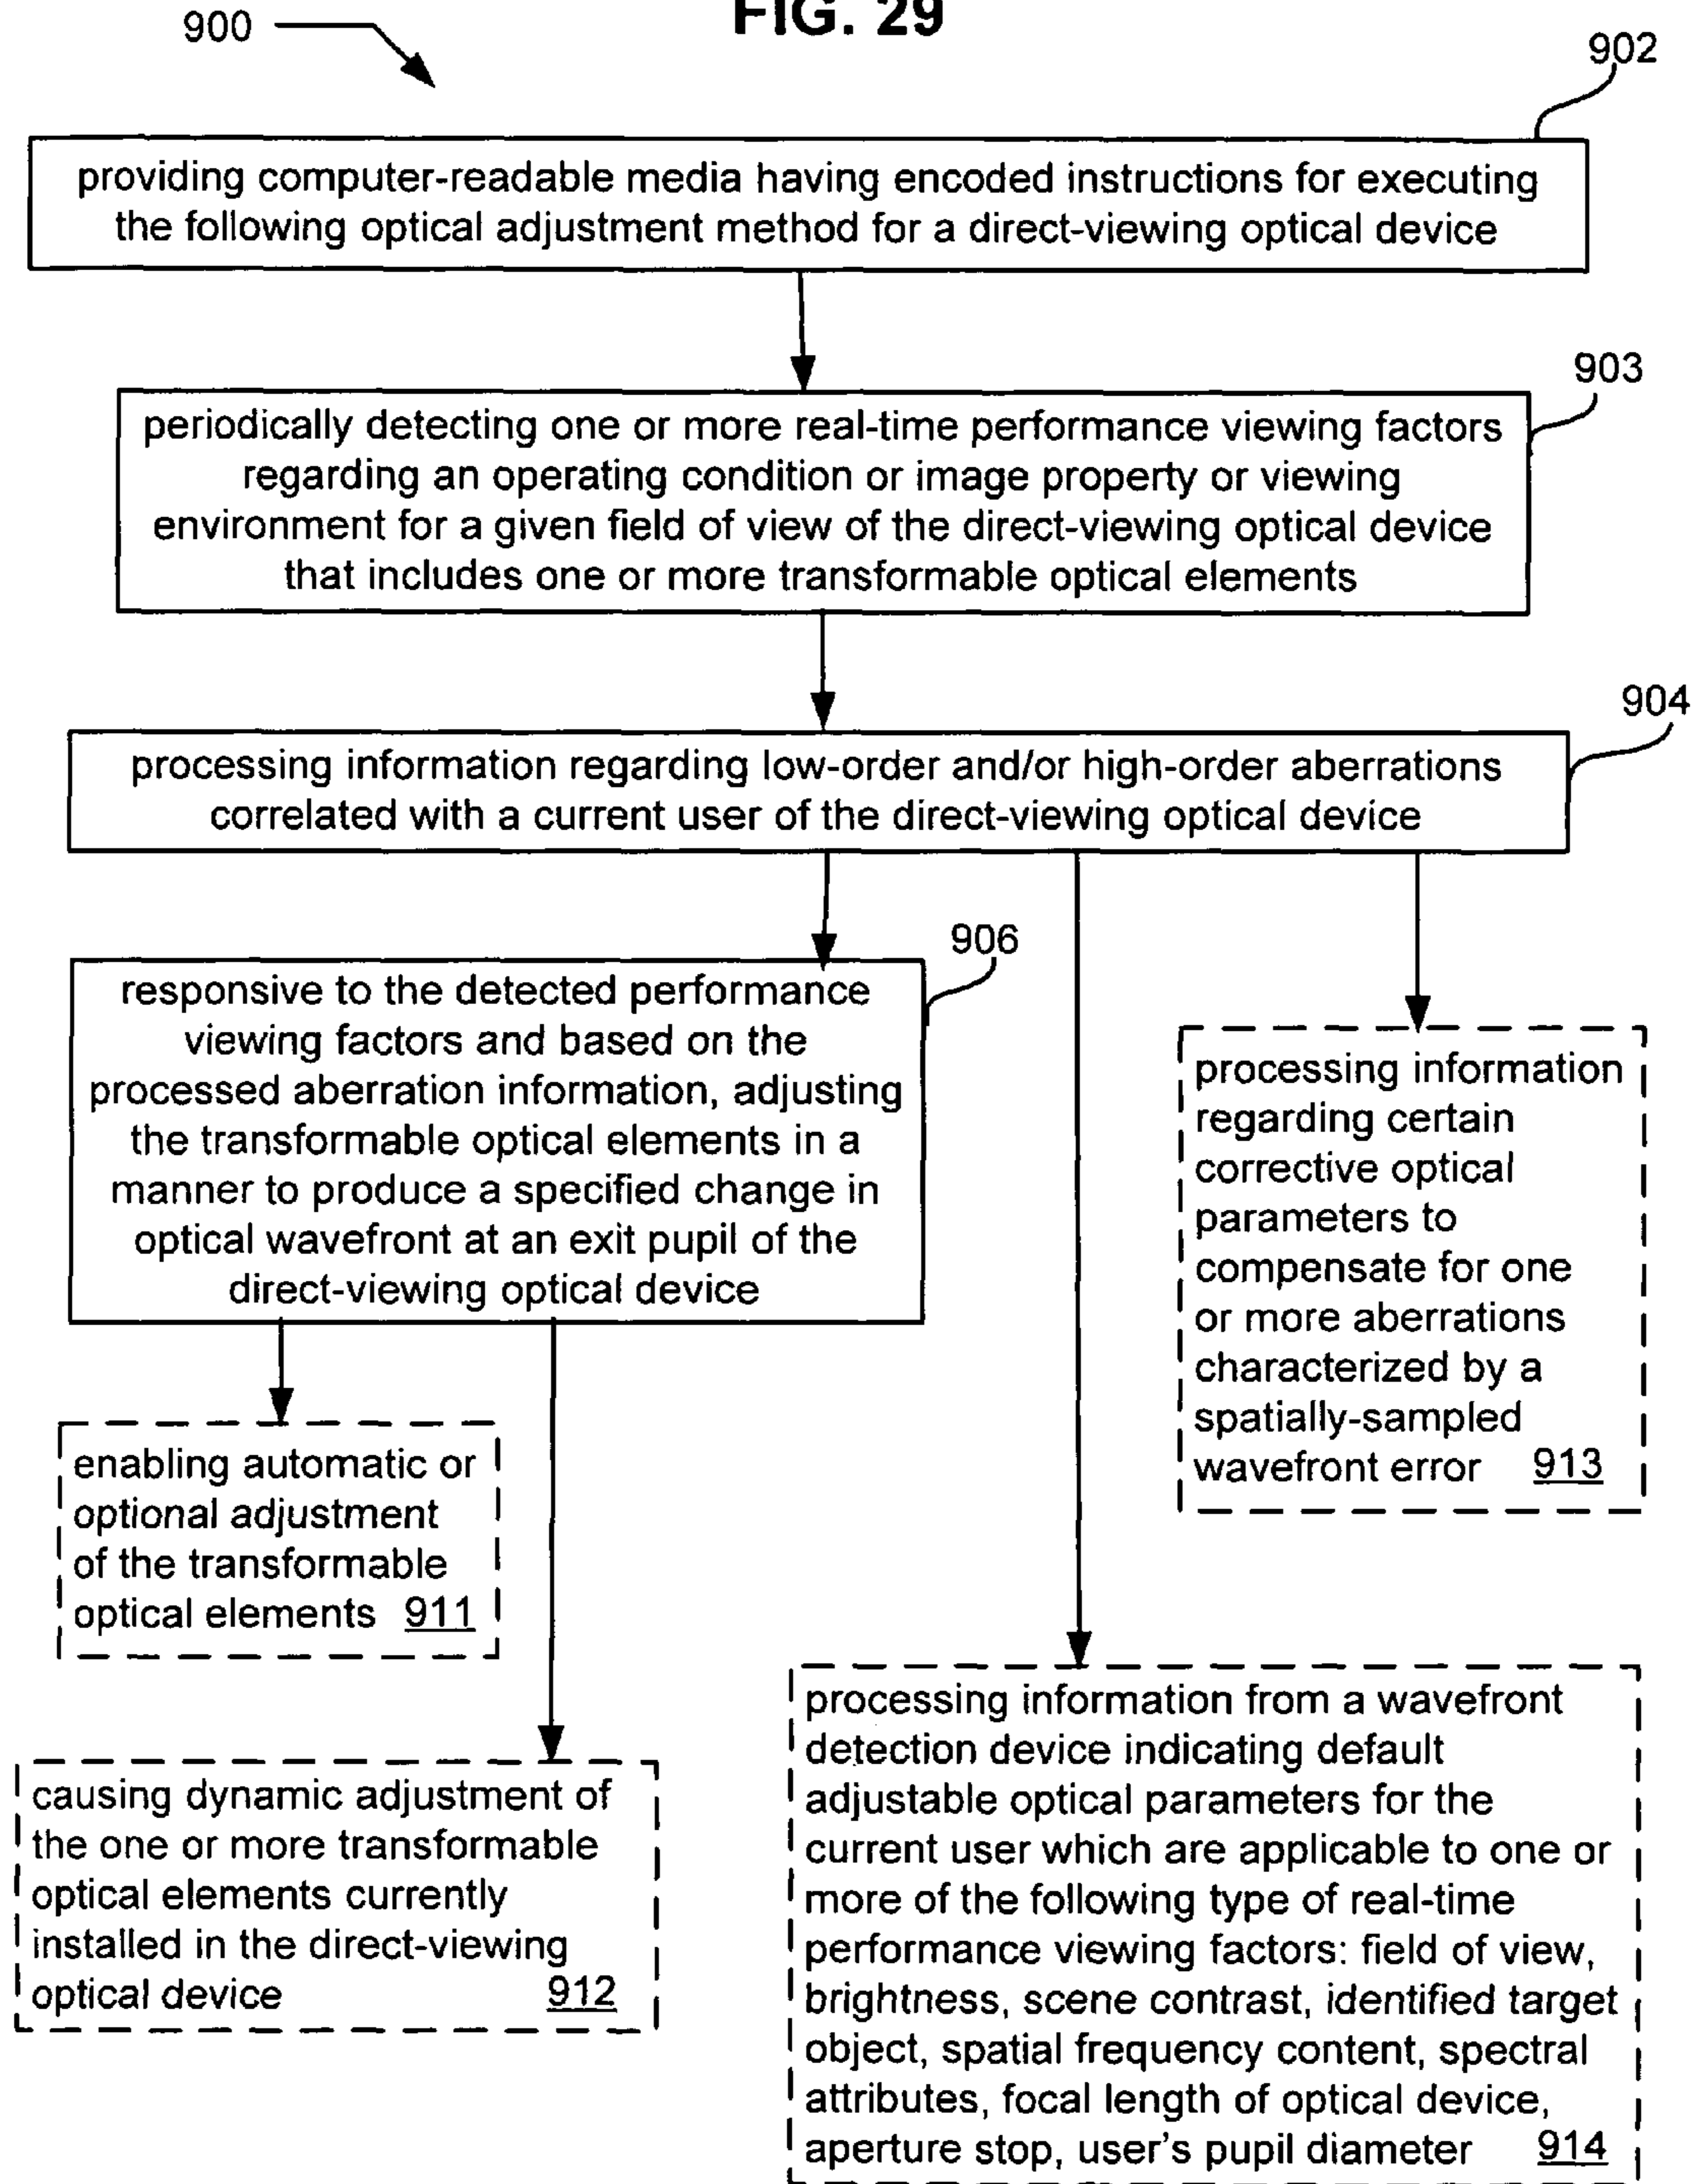 FIG. 29
900
902
providing computer-readable media having encoded instructions for executing
the following optical adjustment method for a direct-viewing optical device
903
periodically detecting one or more real-time performance viewing factors
regarding an operating condition or image property or viewing
environment for a given field of view of the direct-viewing optical device
that includes one or more transformable optical elements
904
processing information regarding low-order and/or high-order aberrations
correlated with a current user of the direct-viewing optical device
906
responsive to the detected performance
viewing factors and based on the
processed aberration information, adjusting
the transformable optical elements in a
manner to produce a specified change in
optical wavefront at an exit pupil of the
direct-viewing optical device
processing information
regarding certain
corrective optical
parameters to
compensate for one
or more aberrations
characterized by a
spatially-sampled
wavefront error 913
enabling automatic or
optional adjustment
of the transformable
optical elements 911
causing dynamic adjustment of
the one or more transformable
optical elements currently
installed in the direct-viewing
optical device 912
processing information from a wavefront
detection device indicating default
adjustable optical parameters for the
current user which are applicable to one or
more of the following type of real-time
performance viewing factors: field of view,
brightness, scene contrast, identified target
object, spatial frequency content, spectral
attributes, focal length of optical device,
aperture stop, user's pupil diameter 914